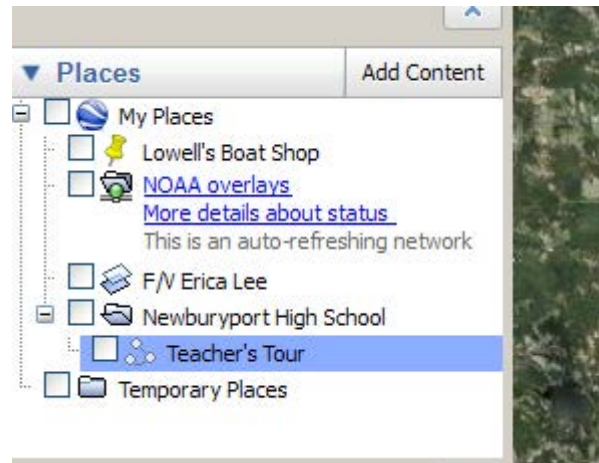 Places
Add Content
My Places
Lowell's Boat Shop
NOAA overlays
More details about status
This is an auto-refreshing network
F/V Erica Lee
Newburyport High School
Teacher's Tour
Temporary Places